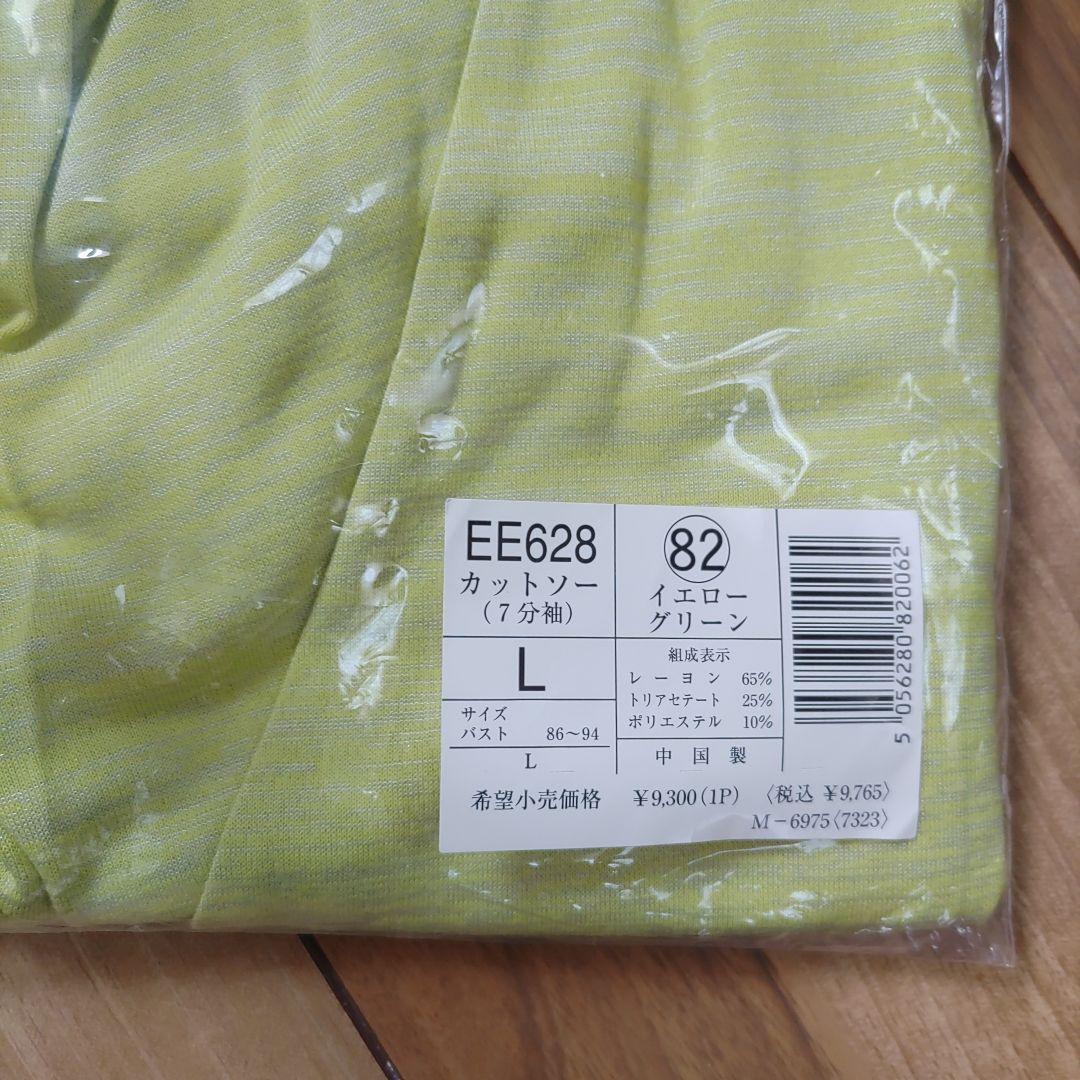 EE628
カットソー
(7分袖)
82
イエロー
グリーン
L
サイズ
バスト 86〜94
L
組成表示
レーヨン 65%
トリアセテート 25%
ポリエステル 10%
中国製
5 056280 820062
希望小売価格 ¥9,300(1P) 〈税込 ¥9,765〉
M-6975〈7323〉